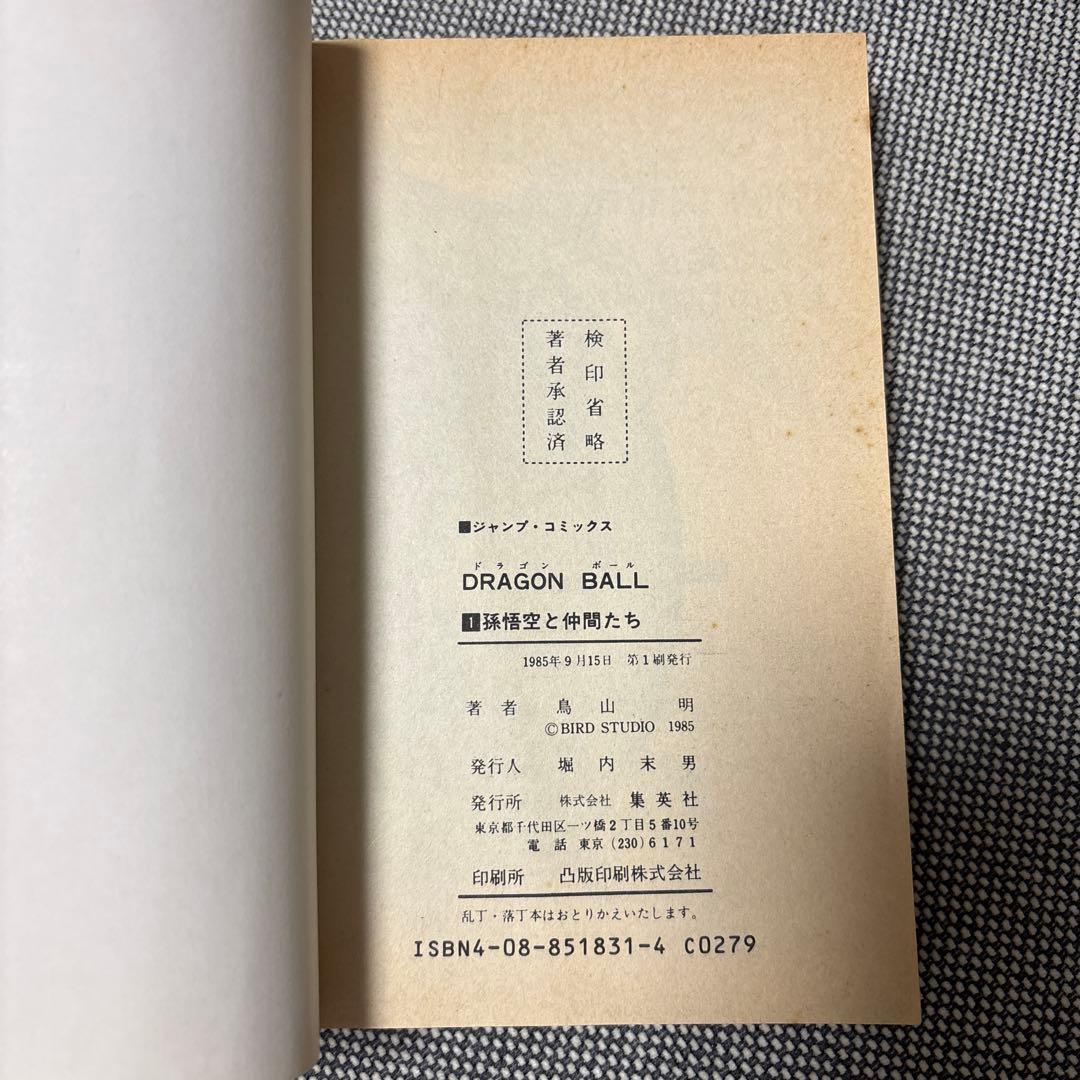 検印省略
著者承認済
■ジャンプ・コミックス
ドラゴン ボール
DRAGON BALL
1孫悟空と仲間たち
1985年9月15日 第1刷発行
著者 鳥山 明
©BIRD STUDIO 1985
発行人 堀内末男
発行所 株式会社 集英社
東京都千代田区一ツ橋2丁目5番10号
電話 東京(230)6171
印刷所 凸版印刷株式会社
乱丁・落丁本はおとりかえいたします。
ISBN4-08-851831-4 C0279